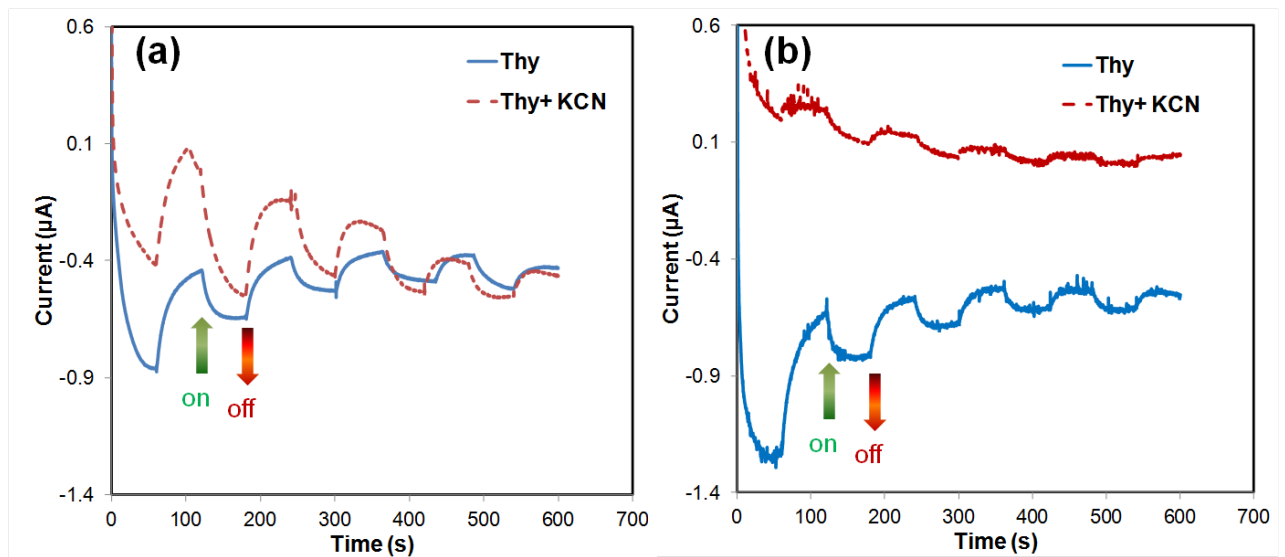 (a)
Thy
Thy+ KCN
0.6
0.1
-0.4
-0.9
-1.4
Current (µA)
on
off
0 100 200 300 400 500 600 700
Time (s)
(b)
Thy
Thy+ KCN
0.6
0.1
-0.4
-0.9
-1.4
Current (µA)
on
off
0 100 200 300 400 500 600 700
Time (s)